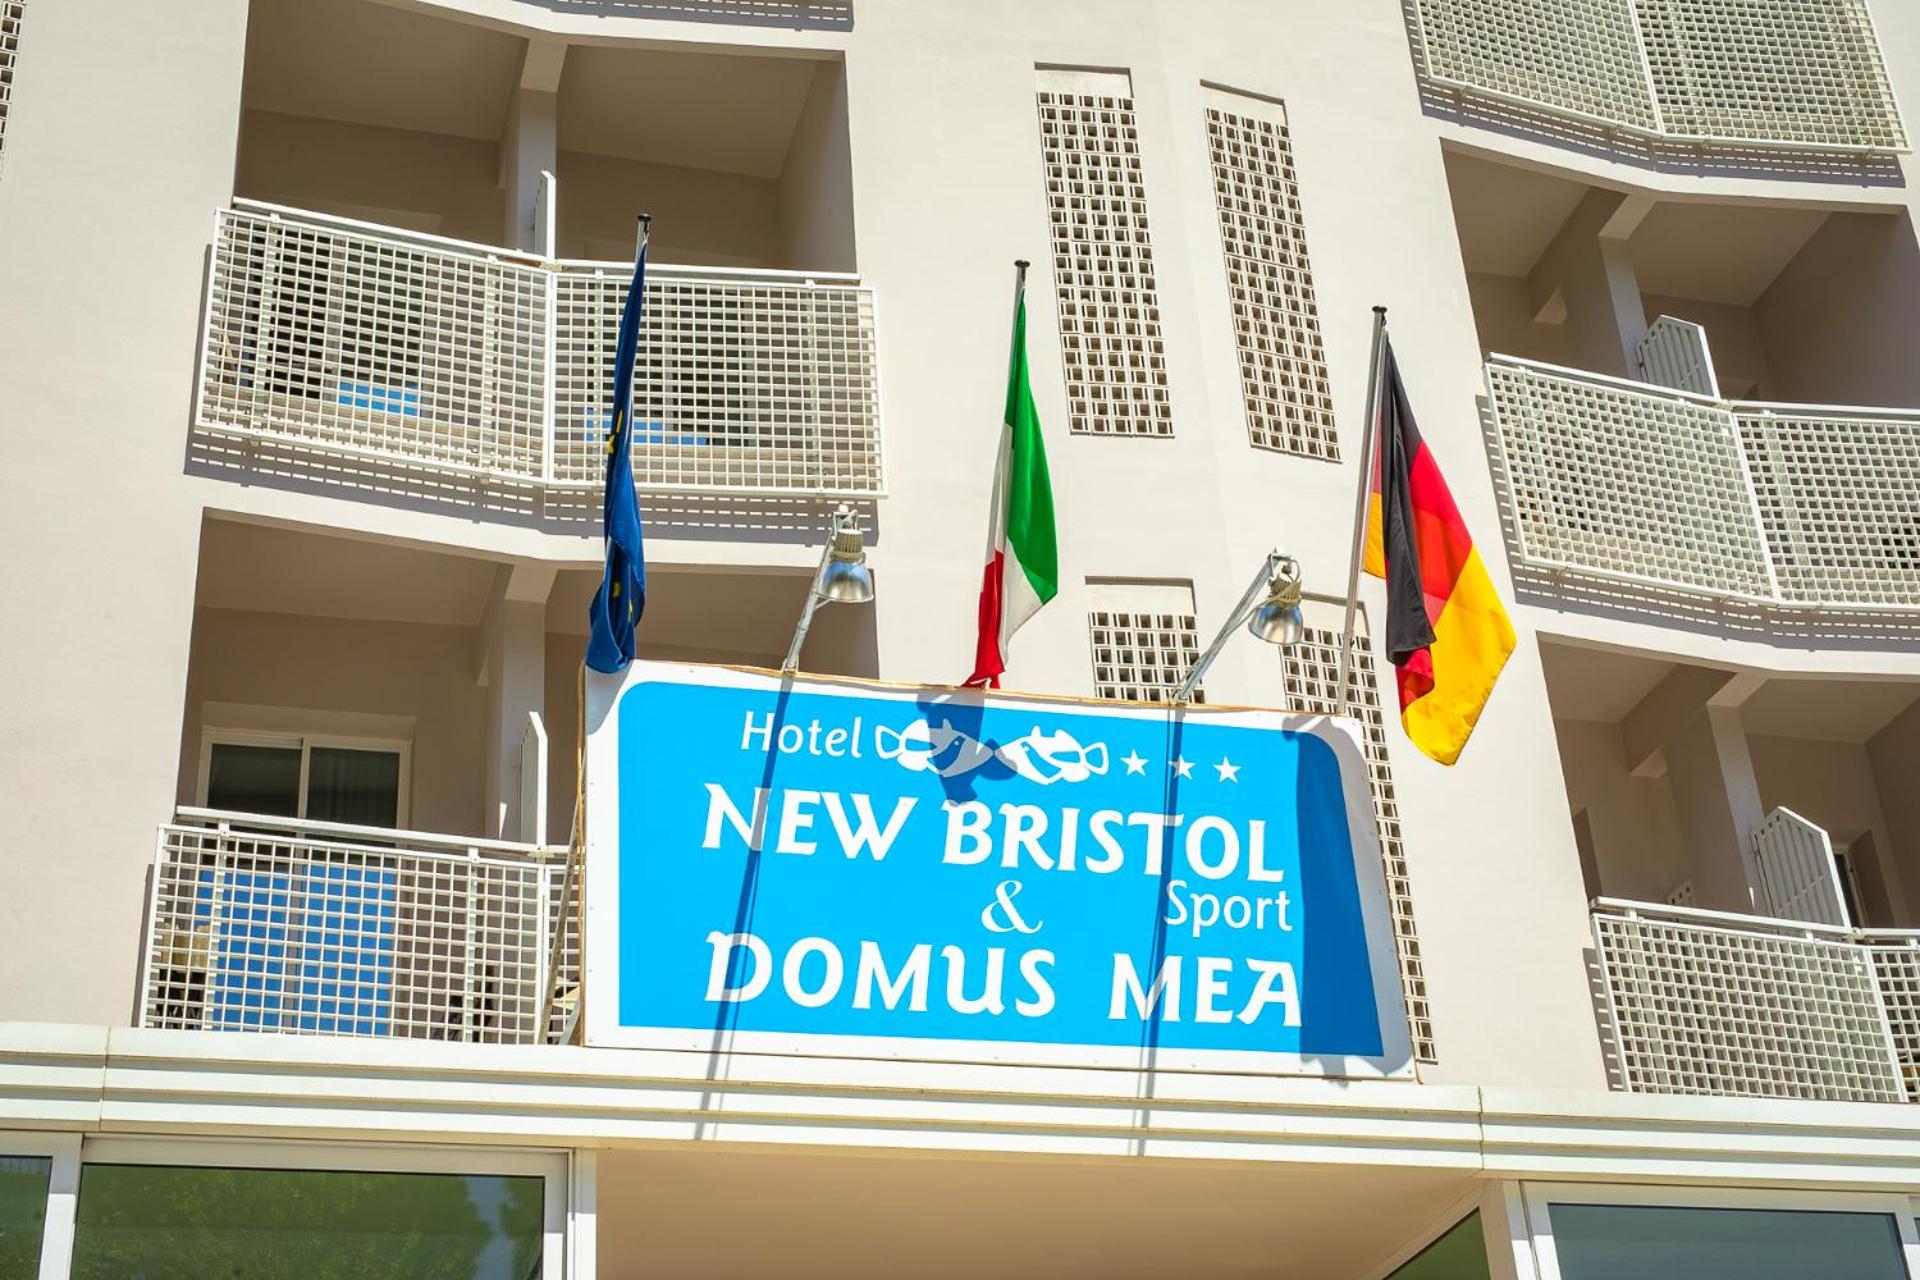 Hotel ★★★
NEW BRISTOL
Sport
&
DOMUS MEA